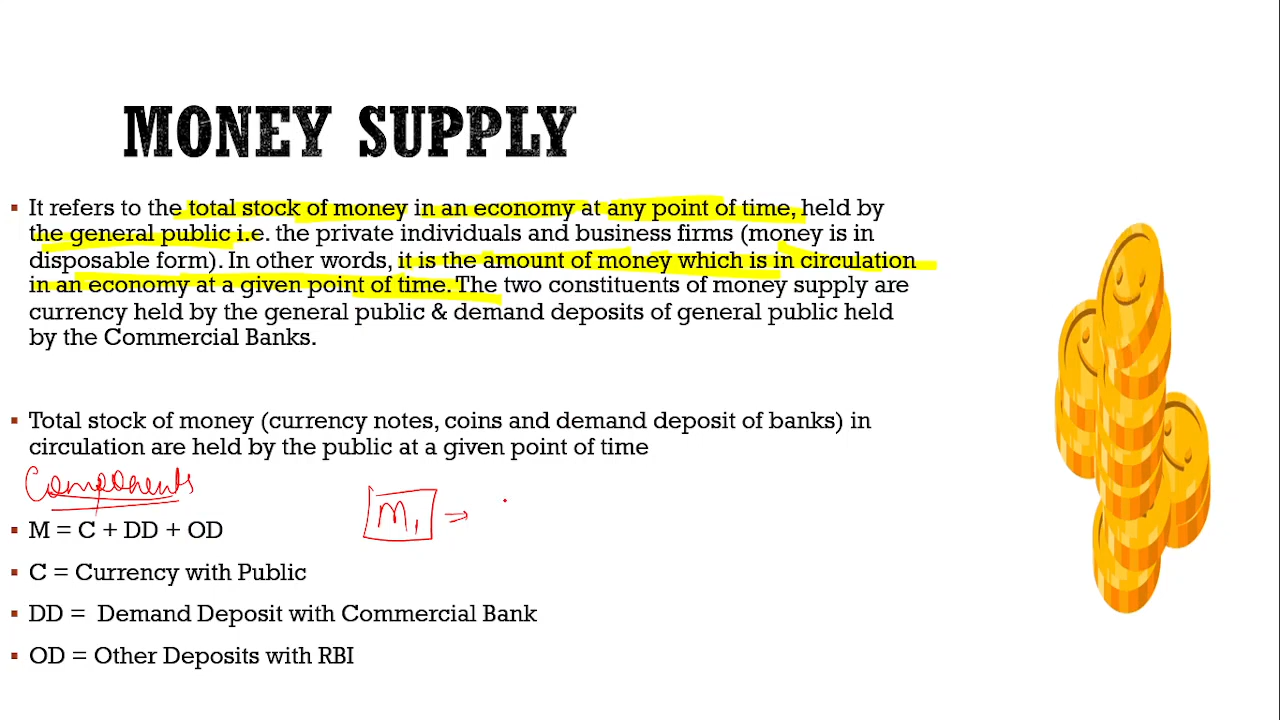 MONEY SUPPLY
▪ It refers to the total stock of money in an economy at any point of time, held by
the general public i.e. the private individuals and business firms (money is in
disposable form). In other words, it is the amount of money which is in circulation
in an economy at a given point of time. The two constituents of money supply are
currency held by the general public & demand deposits of general public held
by the Commercial Banks.
▪ Total stock of money (currency notes, coins and demand deposit of banks) in
circulation are held by the public at a given point of time
Components
▪ M = C + DD + OD
M₁ →
▪ C = Currency with Public
▪ DD = Demand Deposit with Commercial Bank
▪ OD = Other Deposits with RBI